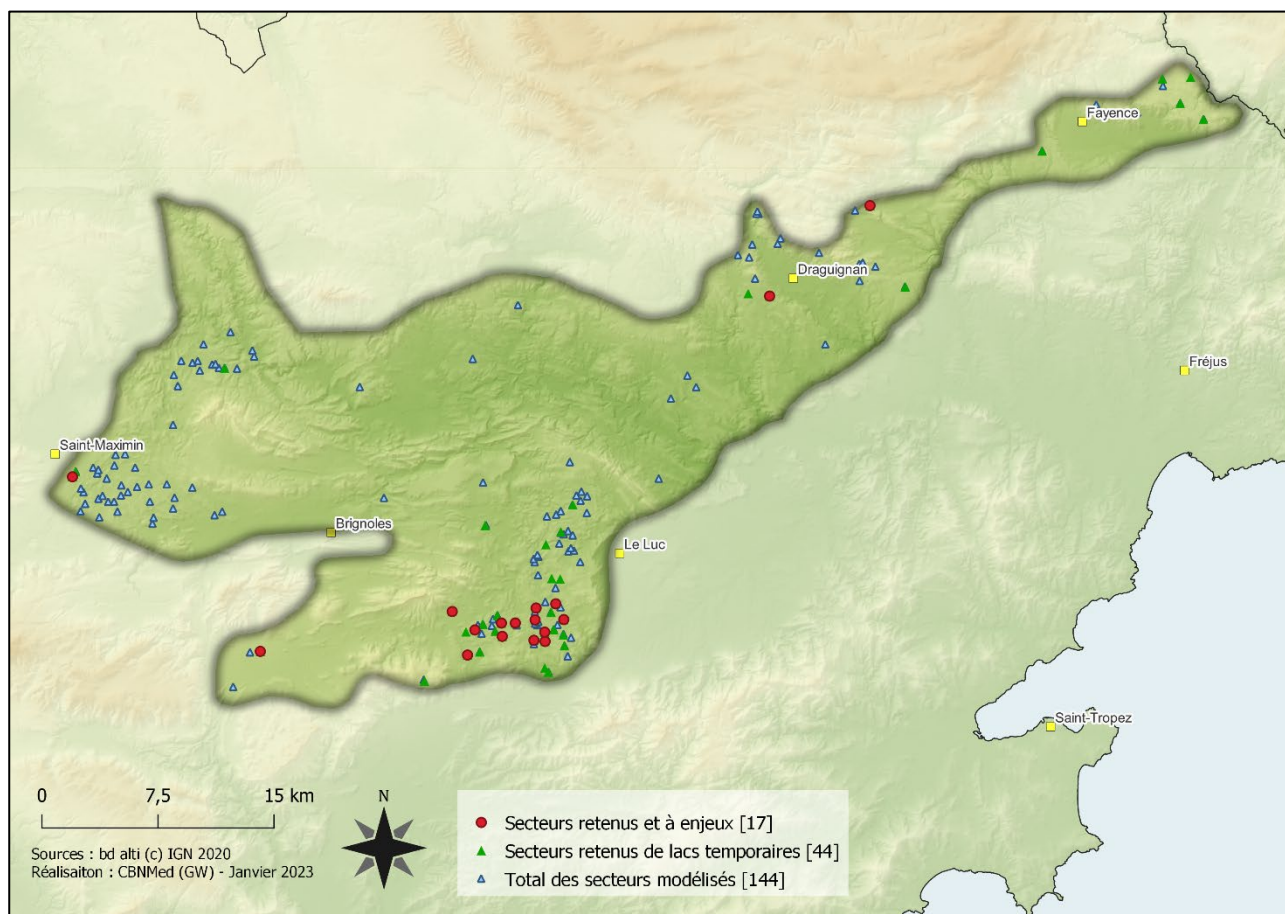 Fayence
Draguignan
Fréjus
Saint-Maximin
Brignoles
Le Luc
Saint-Tropez
0 7,5 15 km
N
Sources : bd alti (c) IGN 2020
Réalisaiton : CBNMed (GW) - Janvier 2023
Secteurs retenus et à enjeux [17]
Secteurs retenus de lacs temporaires [44]
Total des secteurs modélisés [144]